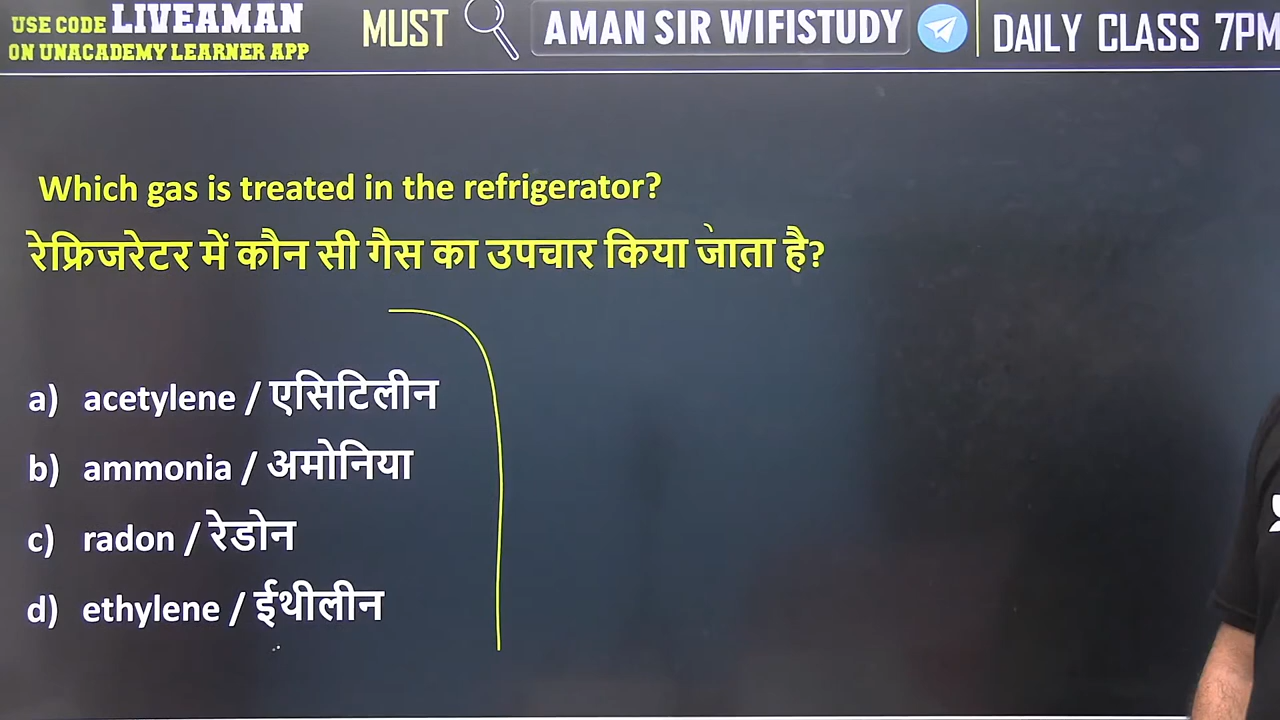 USE CODE LIVEAMAN
ON UNACADEMY LEARNER APP
MUST
AMAN SIR WIFISTUDY
DAILY CLASS 7PM
Which gas is treated in the refrigerator?
रेफ्रिजरेटर में कौन सी गैस का उपचार किया जाता है?
a) acetylene / एसिटिलीन
b) ammonia / अमोनिया
c) radon / रेडोन
d) ethylene / ईथीलीन